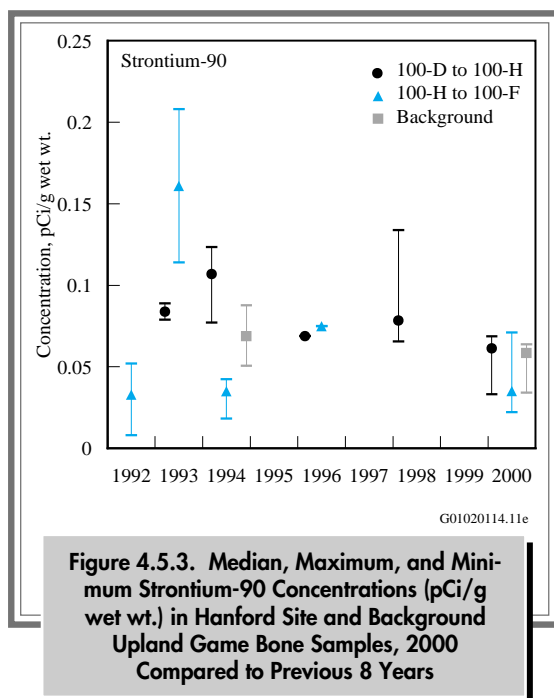 0.25
Strontium-90
100-D to 100-H
100-H to 100-F
Background
0.2
0.15
0.1
0.05
0
Concentration, pCi/g wet wt.
1992 1993 1994 1995 1996 1997 1998 1999 2000
G01020114.11e
Figure 4.5.3. Median, Maximum, and Mini-
mum Strontium-90 Concentrations (pCi/g
wet wt.) in Hanford Site and Background
Upland Game Bone Samples, 2000
Compared to Previous 8 Years